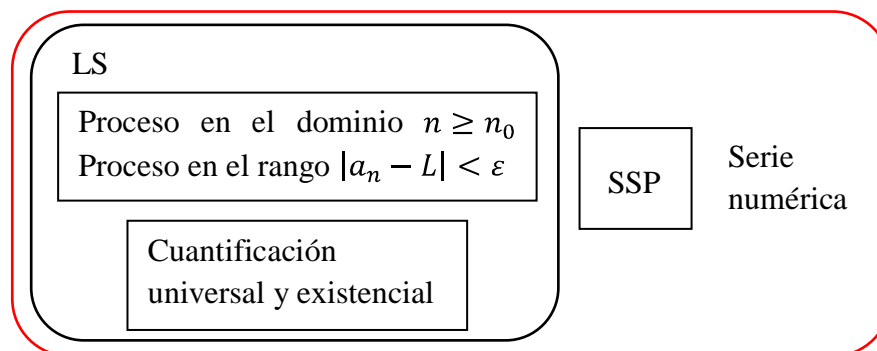 LS
Proceso en el dominio n ≥ n₀
Proceso en el rango |aₙ − L| < ε
Cuantificación
universal y existencial
SSP
Serie
numérica